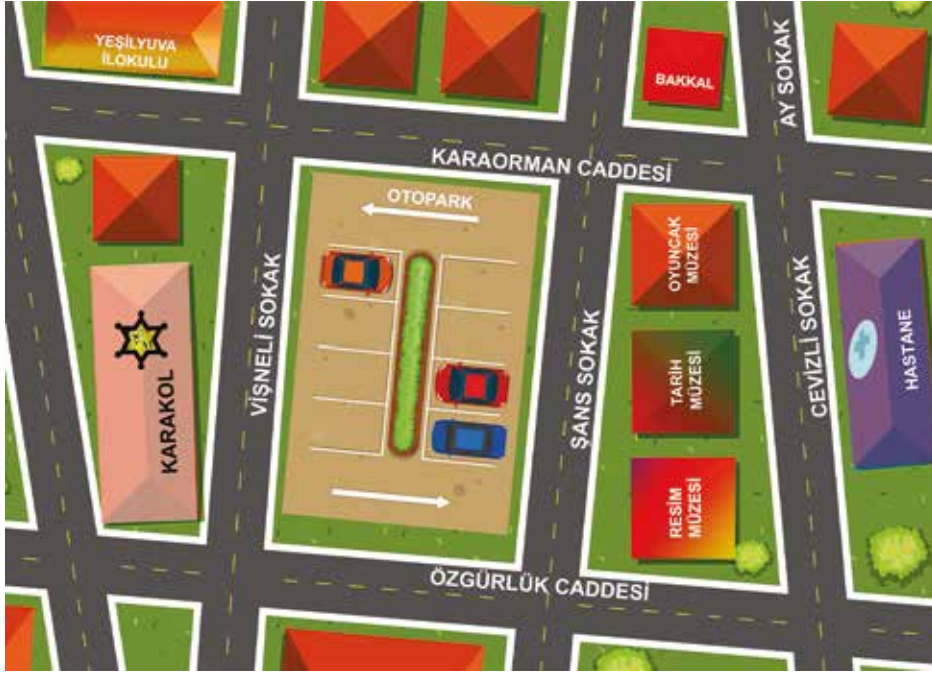 YEŞİLYUVA
İLOKULU
BAKKAL
AY SOKAK
KARAORMAN CADDESİ
OTOPARK
OYUNCAK
MÜZESİ
VİŞNELİ SOKAK
CEVİZLİ SOKAK
ŞANS SOKAK
TARİH
MÜZESİ
HASTANE
KARAKOL
RESİM
MÜZESİ
ÖZGÜRLÜK CADDESİ